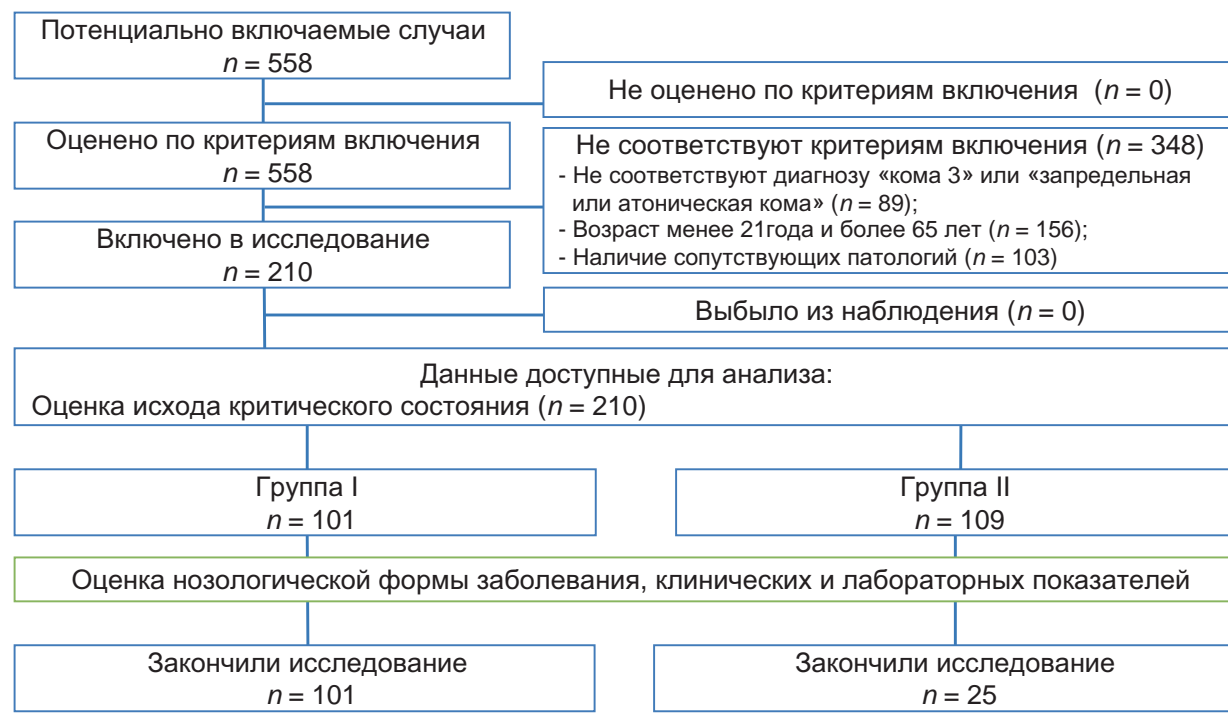 Потенциально включаемые случаи
n = 558
Не оценено по критериям включения (n = 0)
Оценено по критериям включения
n = 558
Не соответствуют критериям включения (n = 348)
- Не соответствуют диагнозу «кома 3» или «запредельная
или атоническая кома» (n = 89);
- Возраст менее 21года и более 65 лет (n = 156);
- Наличие сопутствующих патологий (n = 103)
Включено в исследование
n = 210
Выбыло из наблюдения (n = 0)
Данные доступные для анализа:
Оценка исхода критического состояния (n = 210)
Группа I
n = 101
Группа II
n = 109
Оценка нозологической формы заболевания, клинических и лабораторных показателей
Закончили исследование
n = 101
Закончили исследование
n = 25